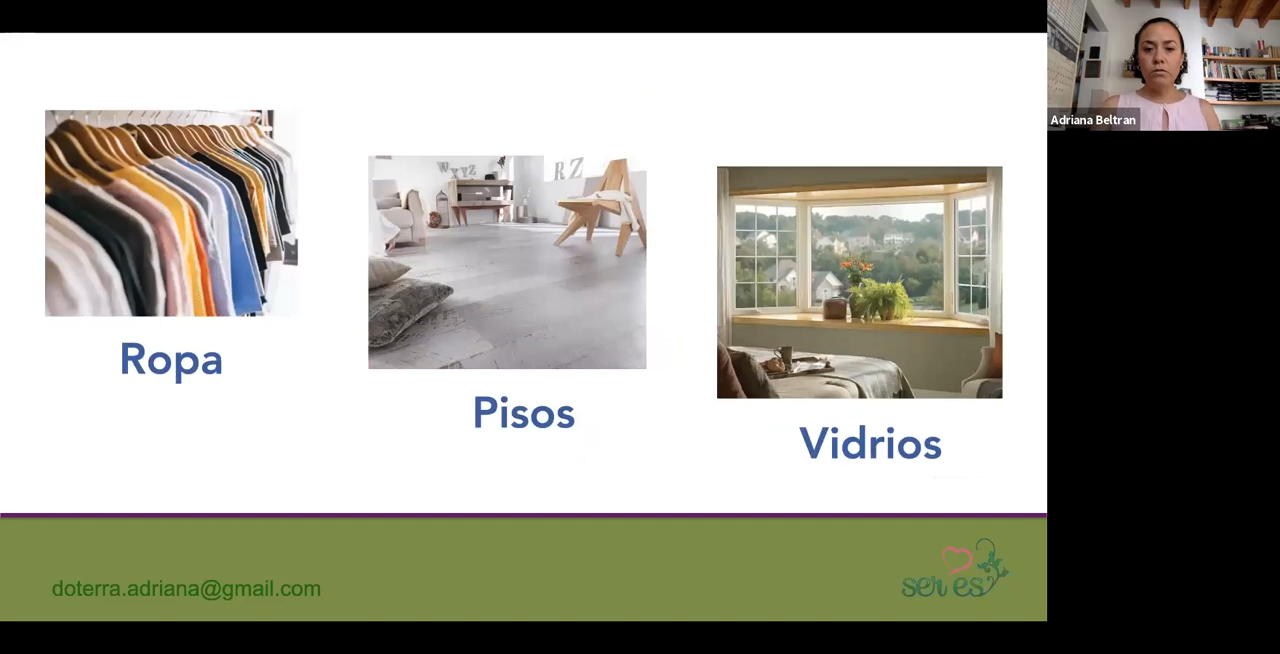 Adriana Beltran
W X Y Z
R Z
Ropa
Pisos
Vidrios
doterra.adriana@gmail.com
ser es